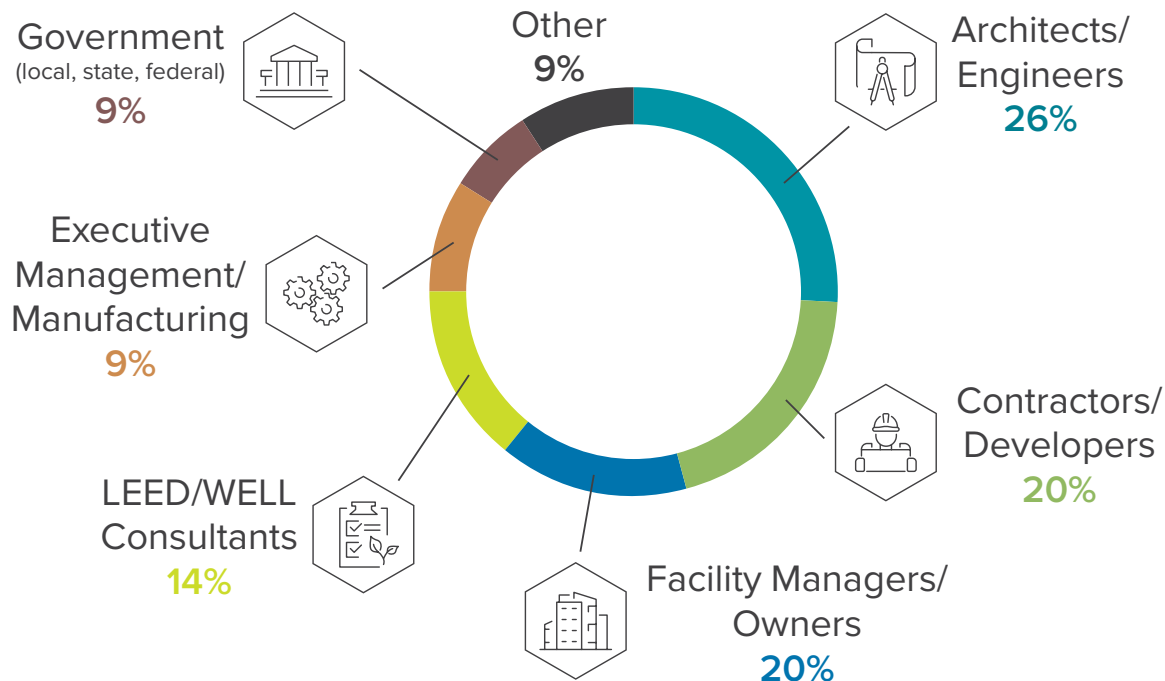 Other
9%
Architects/
Engineers
26%
Contractors/
Developers
20%
Facility Managers/
Owners
20%
LEED/WELL
Consultants
14%
Executive
Management/
Manufacturing
9%
Government
(local, state, federal)
9%